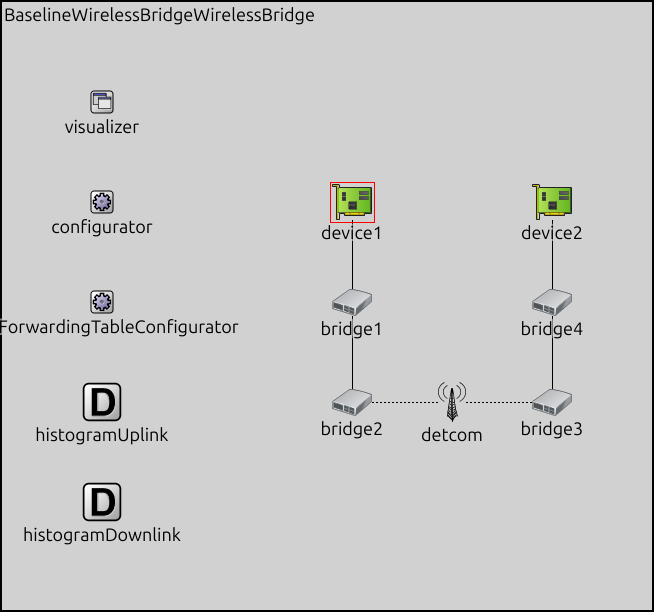 BaselineWirelessBridgeWirelessBridge
visualizer
configurator
device1
device2
ForwardingTableConfigurator
bridge1
bridge4
histogramUplink
bridge2
detcom
bridge3
histogramDownlink
D
D